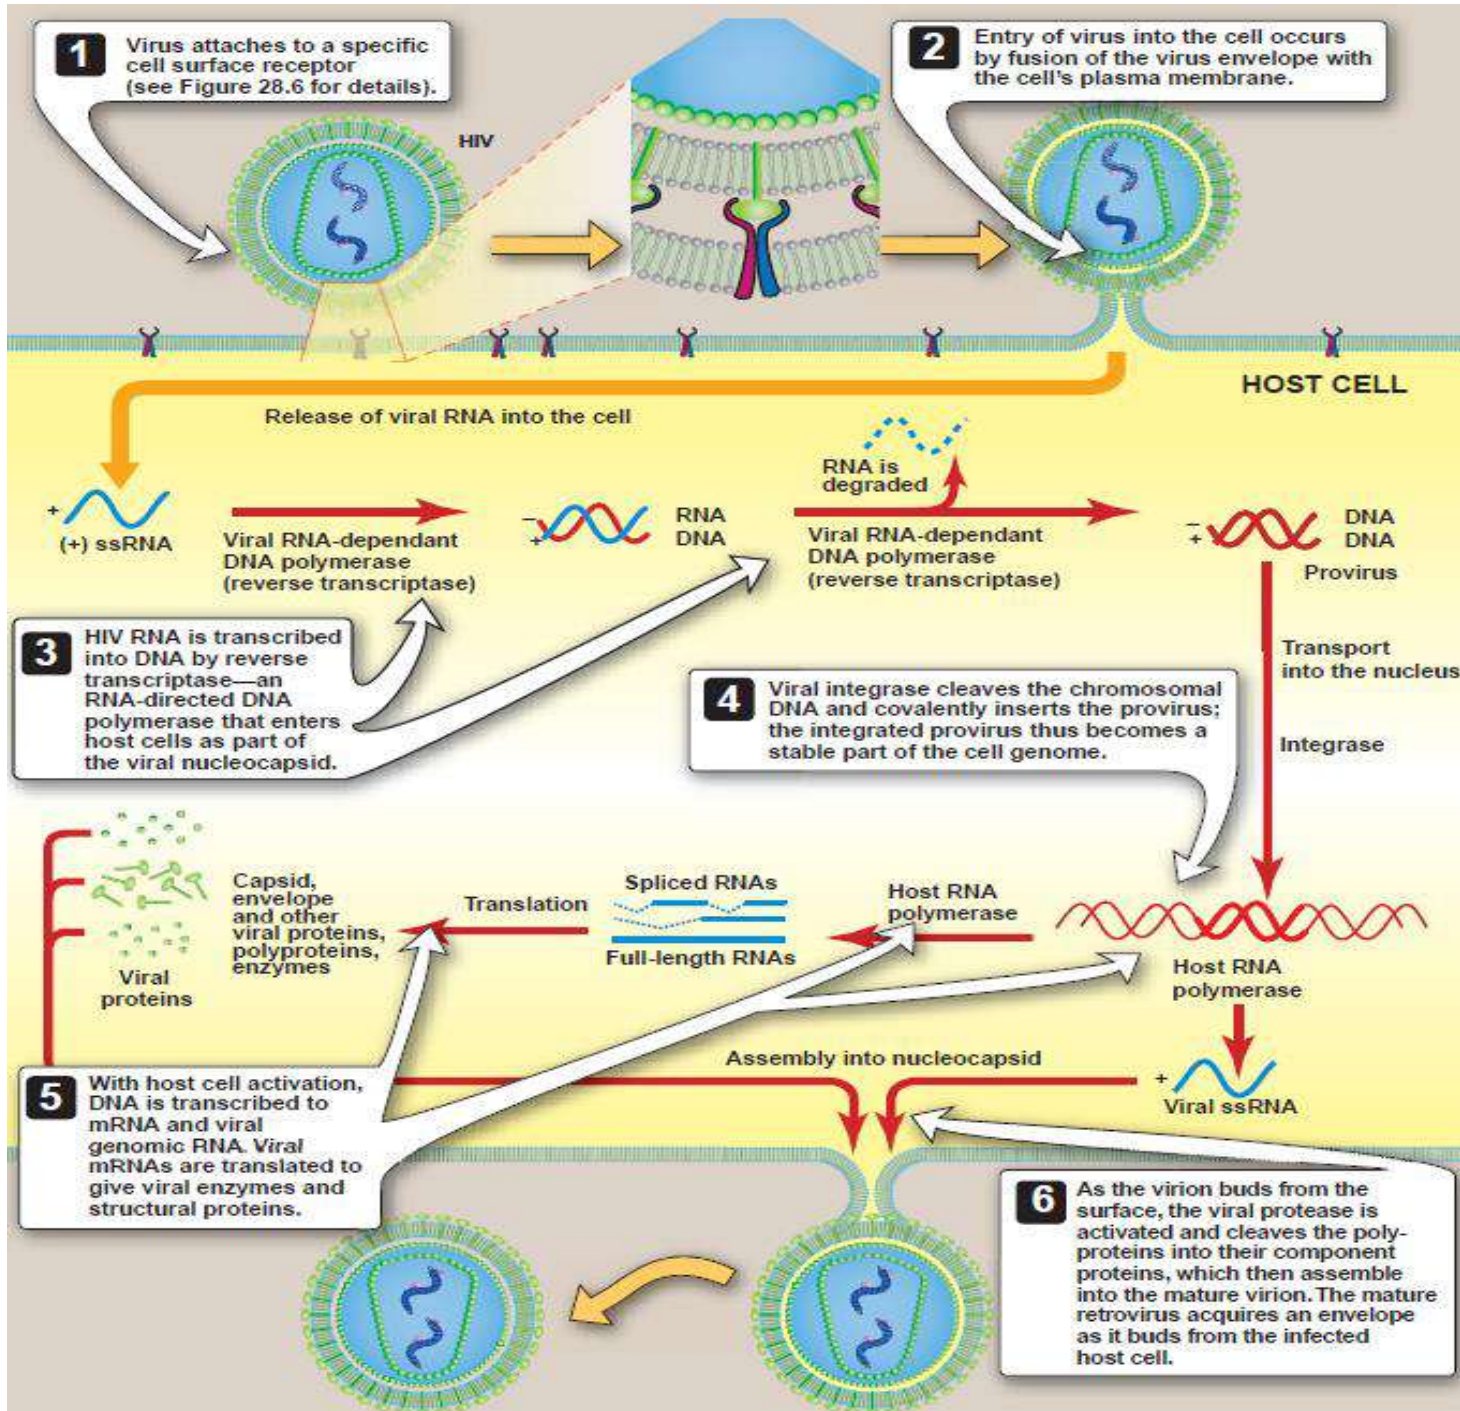 1
Virus attaches to a specific
cell surface receptor
(see Figure 28.6 for details).
HIV
2
Entry of virus into the cell occurs
by fusion of the virus envelope with
the cell's plasma membrane.
HOST CELL
Release of viral RNA into the cell
+
(+) ssRNA
Viral RNA-dependant
DNA polymerase
(reverse transcriptase)
–
+
RNA
DNA
RNA is
degraded
Viral RNA-dependant
DNA polymerase
(reverse transcriptase)
–
+
DNA
DNA
Provirus
3
HIV RNA is transcribed
into DNA by reverse
transcriptase—an
RNA-directed DNA
polymerase that enters
host cells as part of
the viral nucleocapsid.
Transport
into the nucleus
Integrase
4
Viral integrase cleaves the chromosomal
DNA and covalently inserts the provirus;
the integrated provirus thus becomes a
stable part of the cell genome.
Viral
proteins
Capsid,
envelope
and other
viral proteins,
polyproteins,
enzymes
Translation
Spliced RNAs
Full-length RNAs
Host RNA
polymerase
Host RNA
polymerase
Assembly into nucleocapsid
+
Viral ssRNA
5
With host cell activation,
DNA is transcribed to
mRNA and viral
genomic RNA. Viral
mRNAs are translated to
give viral enzymes and
structural proteins.
6
As the virion buds from the
surface, the viral protease is
activated and cleaves the poly-
proteins into their component
proteins, which then assemble
into the mature virion. The mature
retrovirus acquires an envelope
as it buds from the infected
host cell.